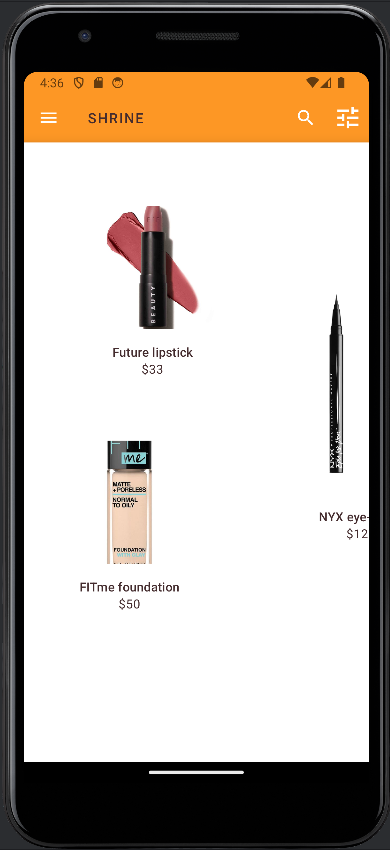 4:36
SHRINE
BEAUTY
Future lipstick
$33
me
MATTE
+PORELESS
NORMAL
TO OILY
FOUNDATION
FITme foundation
$50
NYX
NYX eye-
$12